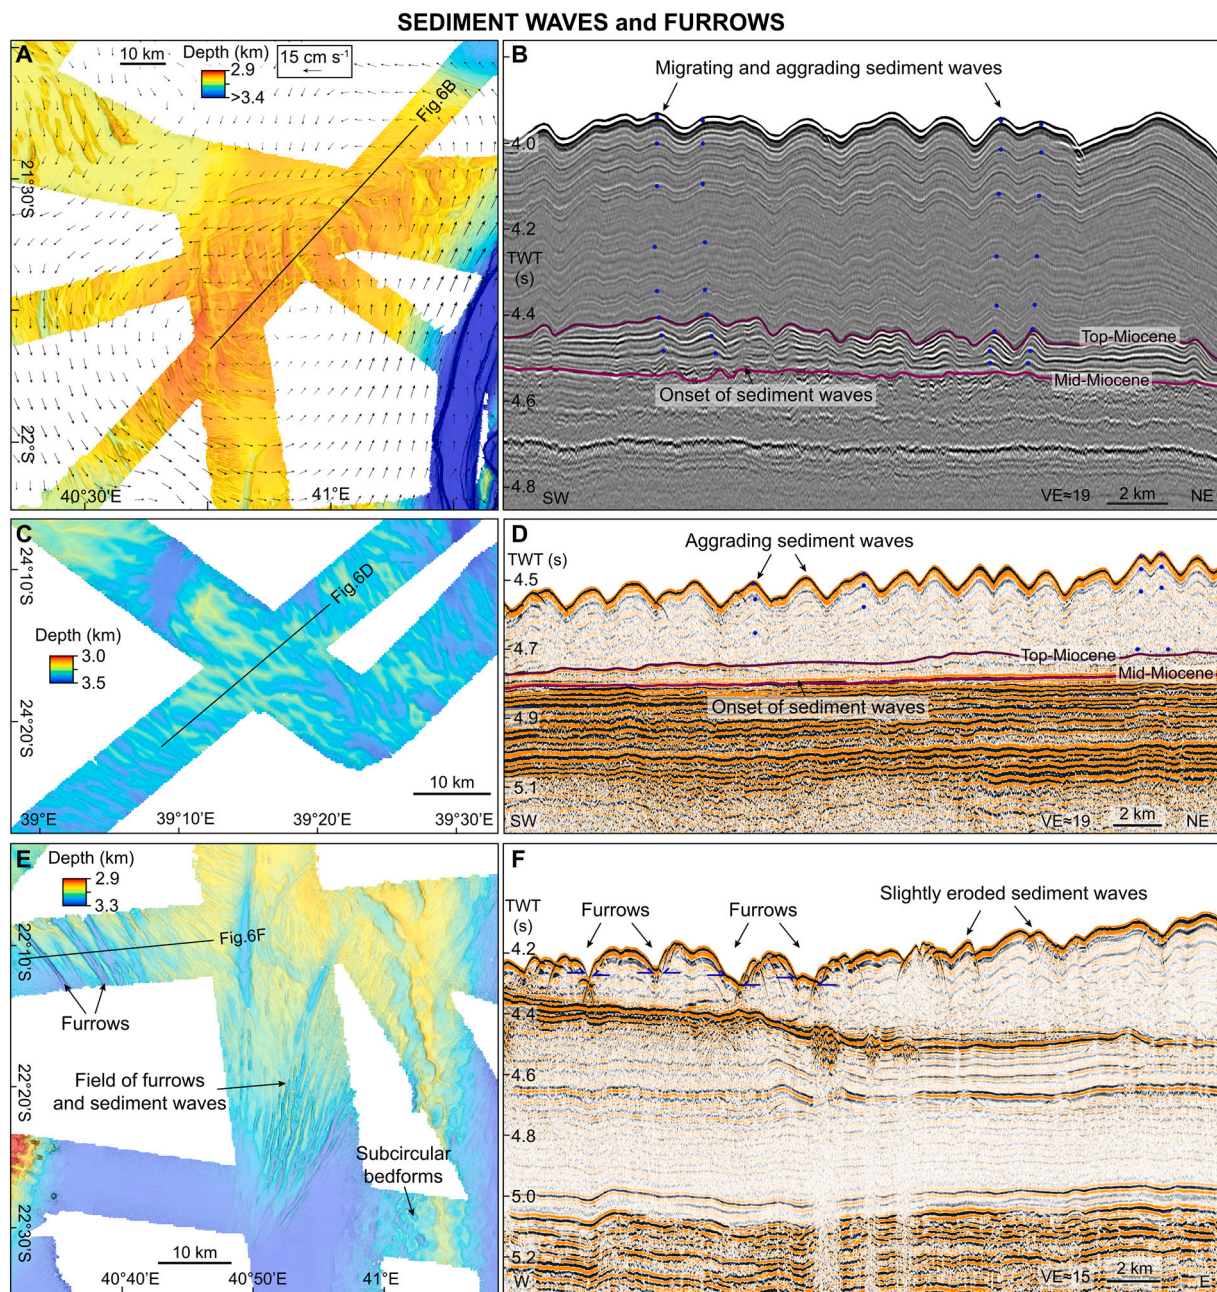 SEDIMENT WAVES and FURROWS
A
10 km
Depth (km)
2.9
>3.4
15 cm s⁻¹
Fig.6B
21°30'S
22°S
40°30'E
41°E
B
Migrating and aggrading sediment waves
4.0
4.2
TWT
(s)
4.4
Top-Miocene
Mid-Miocene
Onset of sediment waves
4.6
4.8
SW
VE≈19
2 km
NE
C
24°10'S
Fig.6D
Depth (km)
3.0
3.5
24°20'S
10 km
39°E
39°10'E
39°20'E
39°30'E
D
TWT (s)
Aggrading sediment waves
4.5
4.7
Top-Miocene
Mid-Miocene
Onset of sediment waves
4.9
5.1
SW
VE≈19
2 km
NE
E
Depth (km)
2.9
3.3
Fig.6F
22°10'S
Furrows
Field of furrows
and sediment waves
22°20'S
Subcircular
bedforms
22°30'S
10 km
40°40'E
40°50'E
41°E
F
TWT
(s)
Furrows
Furrows
Slightly eroded sediment waves
4.2
4.4
4.6
4.8
5.0
5.2
W
VE≈15
2 km
E